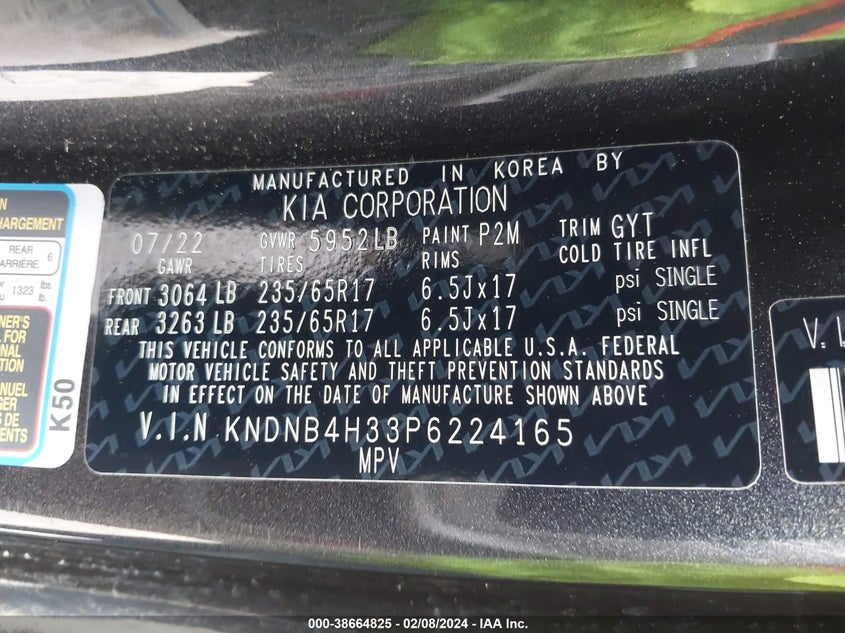 MANUFACTURED IN KOREA BY
KIA CORPORATION
07/22 GVWR 5952LB PAINT P2M TRIM GYT
GAWR TIRES RIMS COLD TIRE INFL
FRONT 3064 LB 235/65R17 6.5Jx17 psi SINGLE
REAR 3263 LB 235/65R17 6.5Jx17 psi SINGLE
THIS VEHICLE CONFORMS TO ALL APPLICABLE U.S.A. FEDERAL
MOTOR VEHICLE SAFETY AND THEFT PREVENTION STANDARDS
IN EFFECT ON THE DATE OF MANUFACTURE SHOWN ABOVE
V.I.N KNDNB4H33P6224165
MPV
REAR 6
1323 lbs.
K50
V.
000-38664825 - 02/08/2024 - IAA Inc.